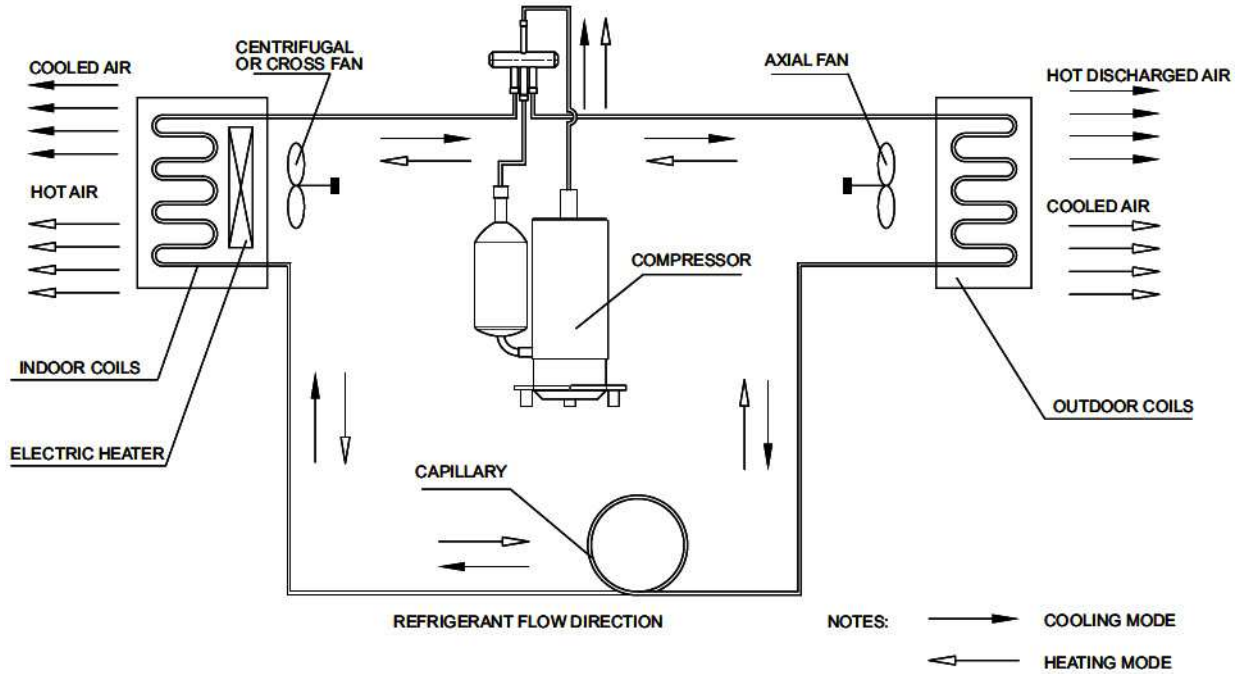 CENTRIFUGAL
OR CROSS FAN
COOLED AIR
AXIAL FAN
HOT DISCHARGED AIR
HOT AIR
COOLED AIR
COMPRESSOR
INDOOR COILS
OUTDOOR COILS
ELECTRIC HEATER
CAPILLARY
REFRIGERANT FLOW DIRECTION
NOTES:
COOLING MODE
HEATING MODE